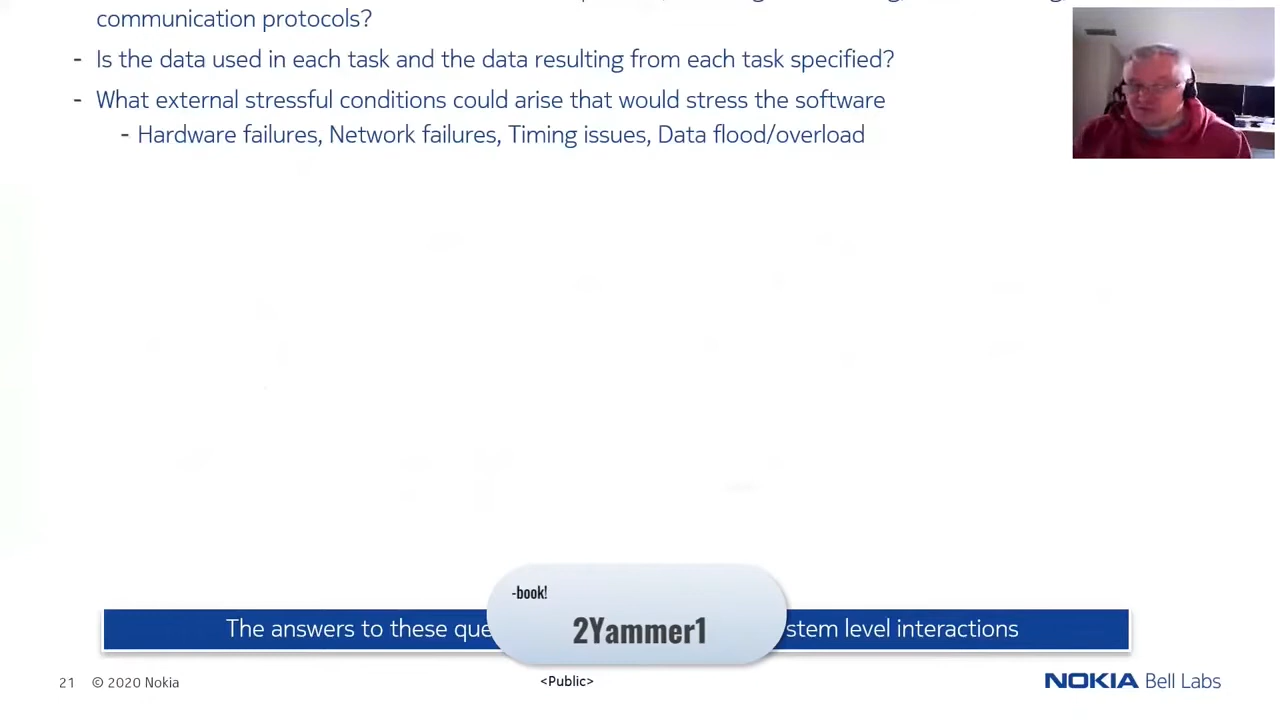 communication protocols?
- Is the data used in each task and the data resulting from each task specified?
- What external stressful conditions could arise that would stress the software
- Hardware failures, Network failures, Timing issues, Data flood/overload
-book!
2Yammer1
The answers to these que stem level interactions
<Public>
21 © 2020 Nokia
NOKIA Bell Labs